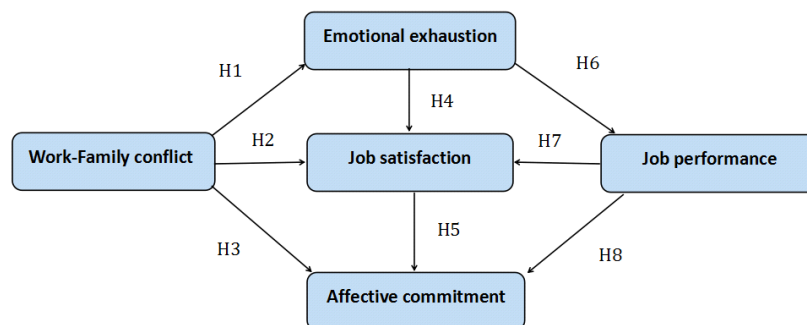 Emotional exhaustion
H1
H6
H4
H2
H7
Work-Family conflict
Job satisfaction
Job performance
H3
H5
H8
Affective commitment